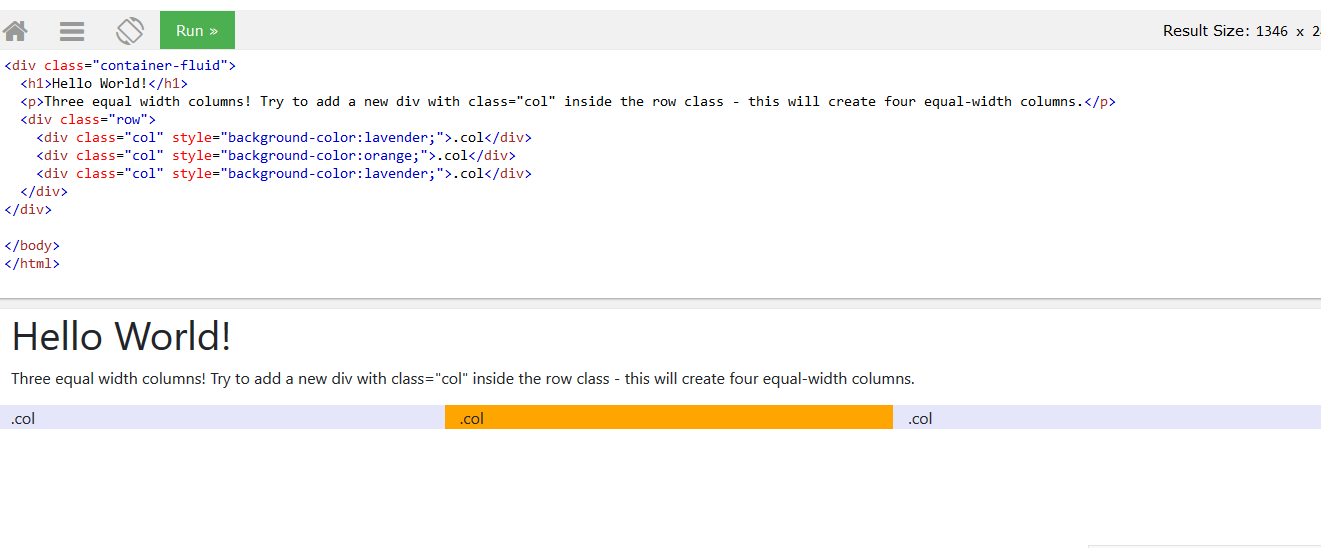 Run »
Result Size: 1346 x
<div class="container-fluid">
  <h1>Hello World!</h1>
  <p>Three equal width columns! Try to add a new div with class="col" inside the row class - this will create four equal-width columns.</p>
  <div class="row">
    <div class="col" style="background-color:lavender;">.col</div>
    <div class="col" style="background-color:orange;">.col</div>
    <div class="col" style="background-color:lavender;">.col</div>
  </div>
</div>
</body>
</html>
Hello World!
Three equal width columns! Try to add a new div with class="col" inside the row class - this will create four equal-width columns.
.col .col .col